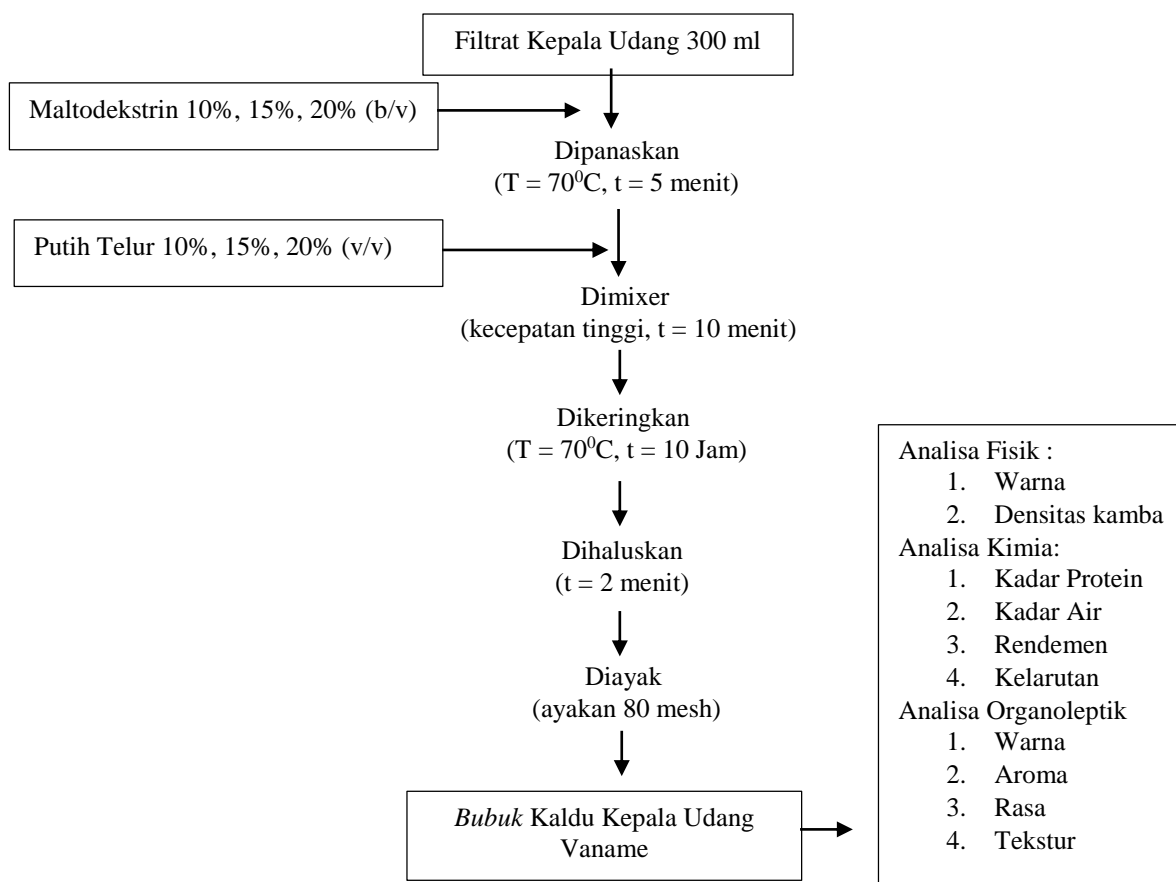 Filtrat Kepala Udang 300 ml
Maltodekstrin 10%, 15%, 20% (b/v)
Dipanaskan
(T = 70⁰C, t = 5 menit)
Putih Telur 10%, 15%, 20% (v/v)
Dimixer
(kecepatan tinggi, t = 10 menit)
Dikeringkan
(T = 70⁰C, t = 10 Jam)
Dihaluskan
(t = 2 menit)
Diayak
(ayakan 80 mesh)
Bubuk Kaldu Kepala Udang
Vaname
Analisa Fisik :
1. Warna
2. Densitas kamba
Analisa Kimia:
1. Kadar Protein
2. Kadar Air
3. Rendemen
4. Kelarutan
Analisa Organoleptik
1. Warna
2. Aroma
3. Rasa
4. Tekstur